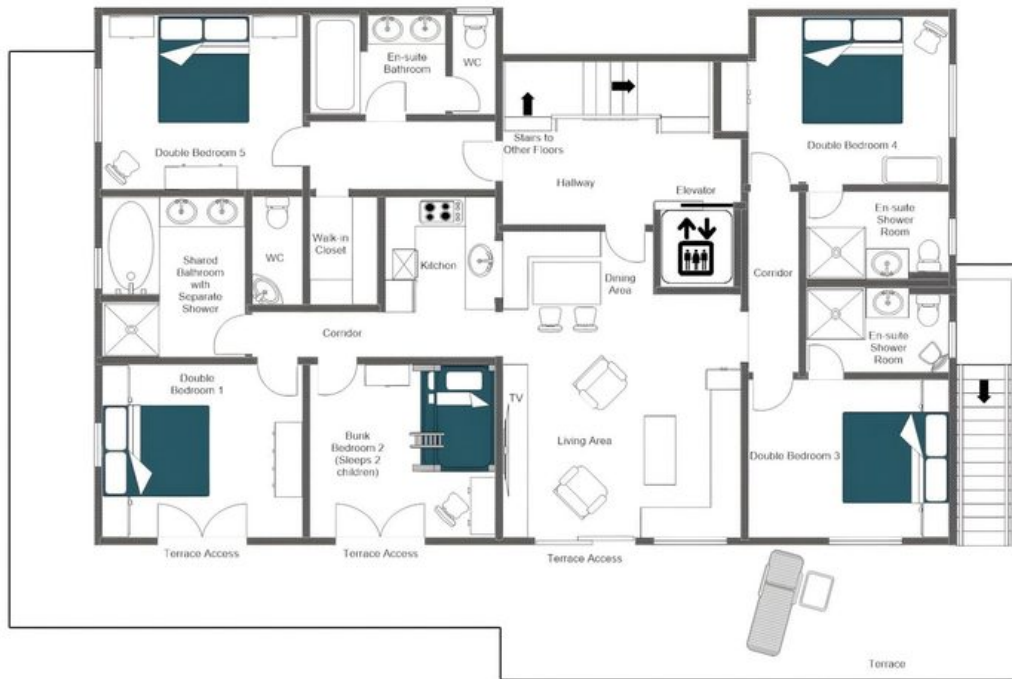 En-suite
Bathroom
WC
Double Bedroom 5
Stairs to
Other Floors
Hallway
Elevator
Double Bedroom 4
En-suite
Shower
Room
Shared
Bathroom
with
Separate
Shower
WC
Walk-in
Closet
Kitchen
Dining
Area
Corridor
Corridor
En-suite
Shower
Room
Double
Bedroom 1
Bunk
Bedroom 2
(Sleeps 2
children)
TV
Living Area
Double Bedroom 3
Terrace Access
Terrace Access
Terrace Access
Terrace